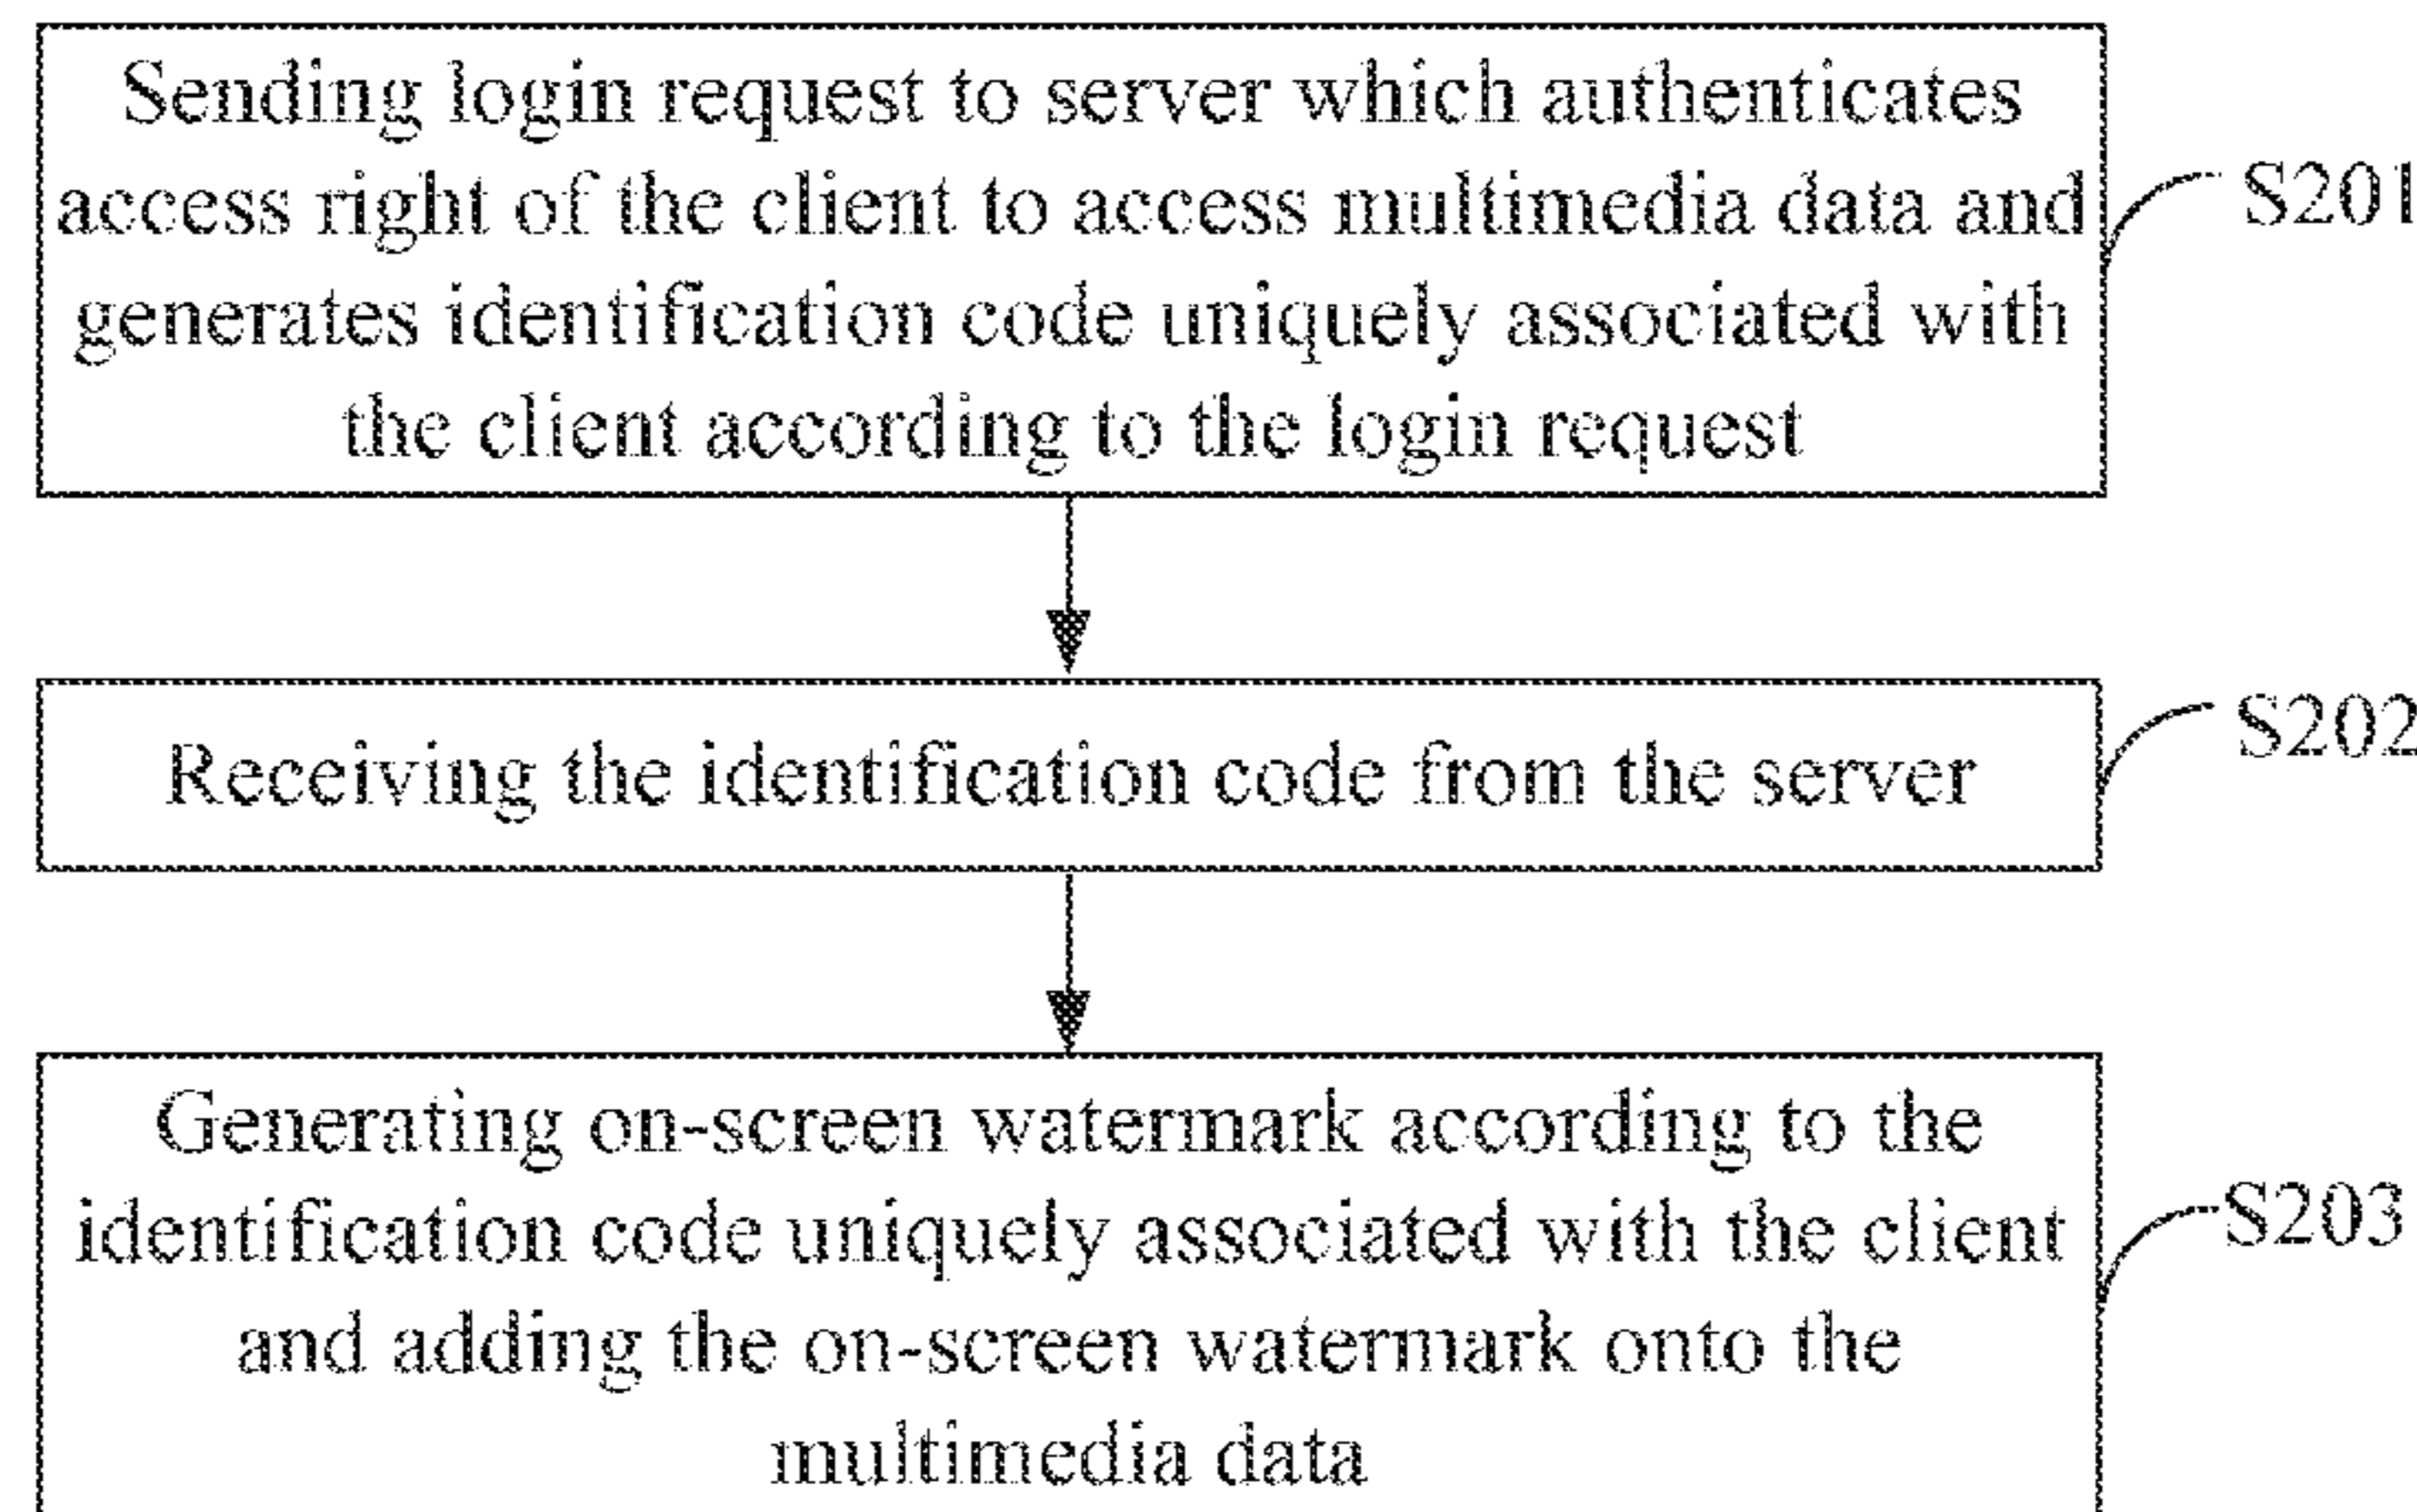 Sending login request to server which authenticates
access right of the client to access multimedia data and
generates identification code uniquely associated with
the client according to the login request
S201
Receiving the identification code from the server
S202
Generating on-screen watermark according to the
identification code uniquely associated with the client
and adding the on-screen watermark onto the
multimedia data
S203